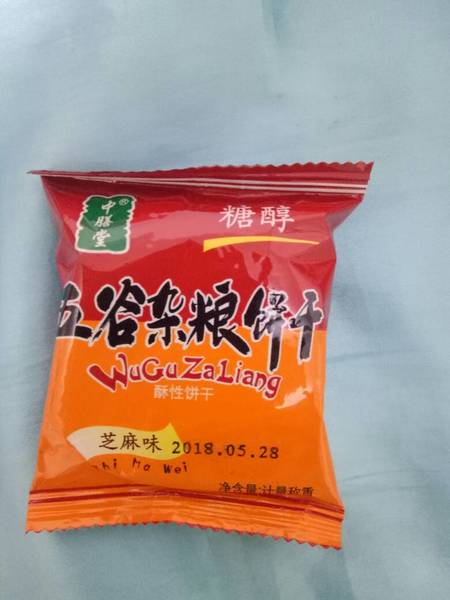 中膳堂®
糖醇
五谷杂粮饼干
WuGuZaLiang
酥性饼干
芝麻味 2018.05.28
Zhi Ma Wei
净含量:计量称重